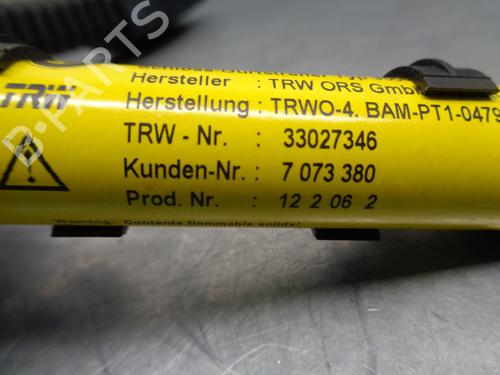 Hersteller : TRW ORS GmbH
TRW Herstellung : TRWO-4. BAM-PT1-0479
TRW - Nr. : 33027346
Kunden-Nr. : 7 073 380
Prod. Nr. : 12 2 06 2
Warning: Contents flammable solids!
B-PARTS